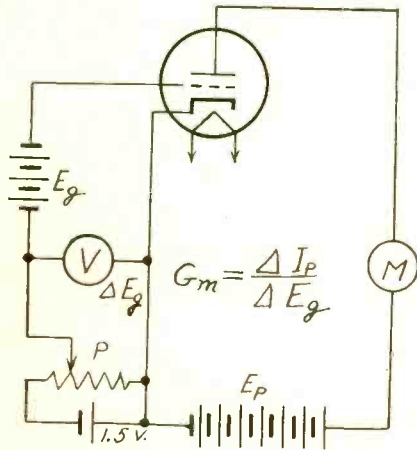 E_g
V
ΔE_g
G_m = ΔI_P / ΔE_g
M
P
1.5 v.
E_P